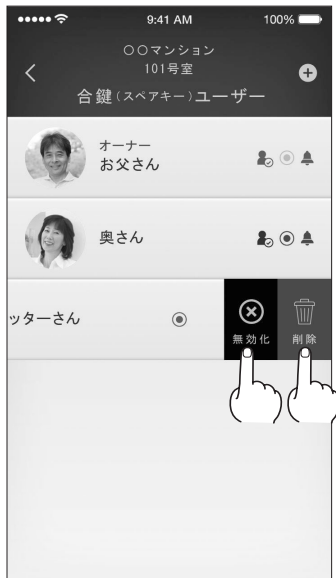 9:41 AM
100%
〇〇マンション
101号室
合鍵(スペアキー)ユーザー
オーナー
お父さん
奥さん
ッターさん
無効化
削除